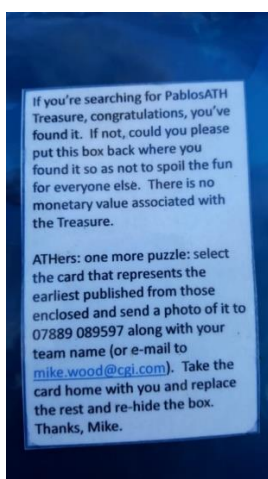 If you're searching for PablosATH
Treasure, congratulations, you've
found it.  If not, could you please
put this box back where you
found it so as not to spoil the fun
for everyone else.  There is no
monetary value associated with
the Treasure.

ATHers: one more puzzle: select
the card that represents the
earliest published from those
enclosed and send a photo of it to
07889 089597 along with your
team name (or e-mail to
mike.wood@cgi.com).  Take the
card home with you and replace
the rest and re-hide the box.
Thanks, Mike.